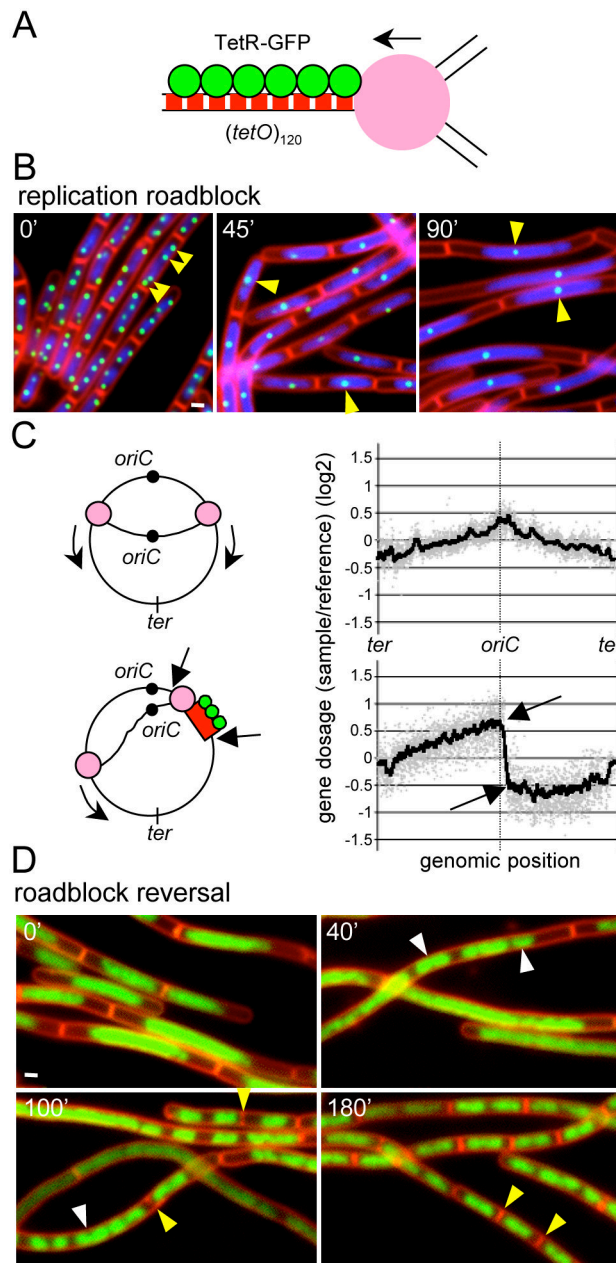 A
TetR-GFP
(tetO)120
B
replication roadblock
0’
45’
90’
C
oriC
oriC
ter
oriC
oriC
ter
gene dosage (sample/reference) (log2)
1.5
1
0.5
0
-0.5
-1
-1.5
ter
oriC
te
1.5
1
0.5
0
-0.5
-1
-1.5
genomic position
D
roadblock reversal
0’
40’
100’
180’